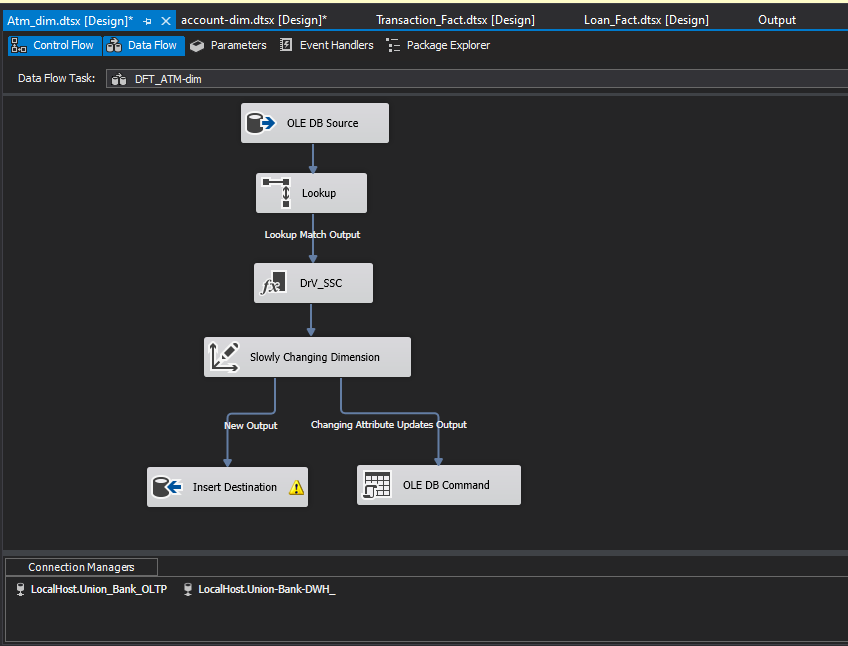 Atm_dim.dtsx [Design]* account-dim.dtsx [Design]* Transaction_Fact.dtsx [Design] Loan_Fact.dtsx [Design] Output
Control Flow Data Flow Parameters Event Handlers Package Explorer
Data Flow Task: DFT_ATM-dim
OLE DB Source
Lookup
Lookup Match Output
fx DrV_SSC
Slowly Changing Dimension
New Output Changing Attribute Updates Output
Insert Destination OLE DB Command
Connection Managers
LocalHost.Union_Bank_OLTP LocalHost.Union-Bank-DWH_